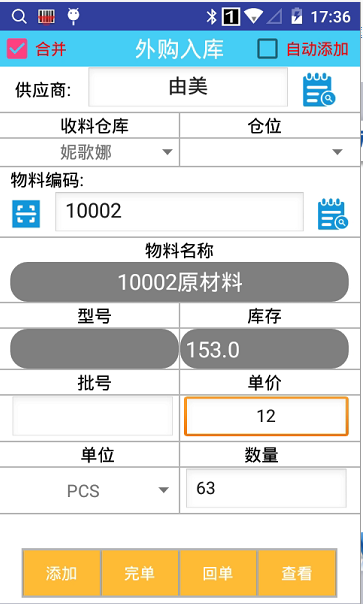 1 17:36
合并 外购入库 自动添加
供应商: 由美
收料仓库 仓位
妮歌娜
物料编码:
10002
物料名称
10002原材料
型号 库存
153.0
批号 单价
12
单位 数量
PCS 63
添加 完单 回单 查看